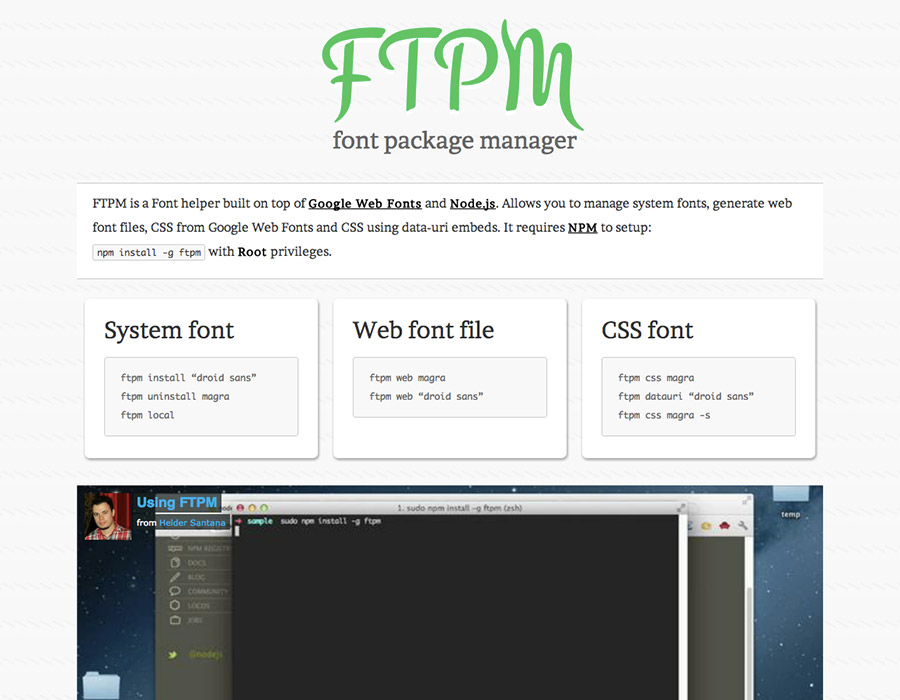 FTPM
font package manager
FTPM is a Font helper built on top of Google Web Fonts and Node.js. Allows you to manage system fonts, generate web
font files, CSS from Google Web Fonts and CSS using data-uri embeds. It requires NPM to setup:
npm install -g ftpm with Root privileges.
System font
ftpm install “droid sans”
ftpm uninstall magra
ftpm local
Web font file
ftpm web magra
ftpm web “droid sans”
CSS font
ftpm css magra
ftpm datauri “droid sans”
ftpm css magra -s
Using FTPM
from Helder Santana
1. sudo npm install -g ftpm (zsh)
sample sudo npm install -g ftpm
temp
NPM REGISTRY
DOCS
BLOG
COMMUNITY
LOGOS
JOBS
@nodejs